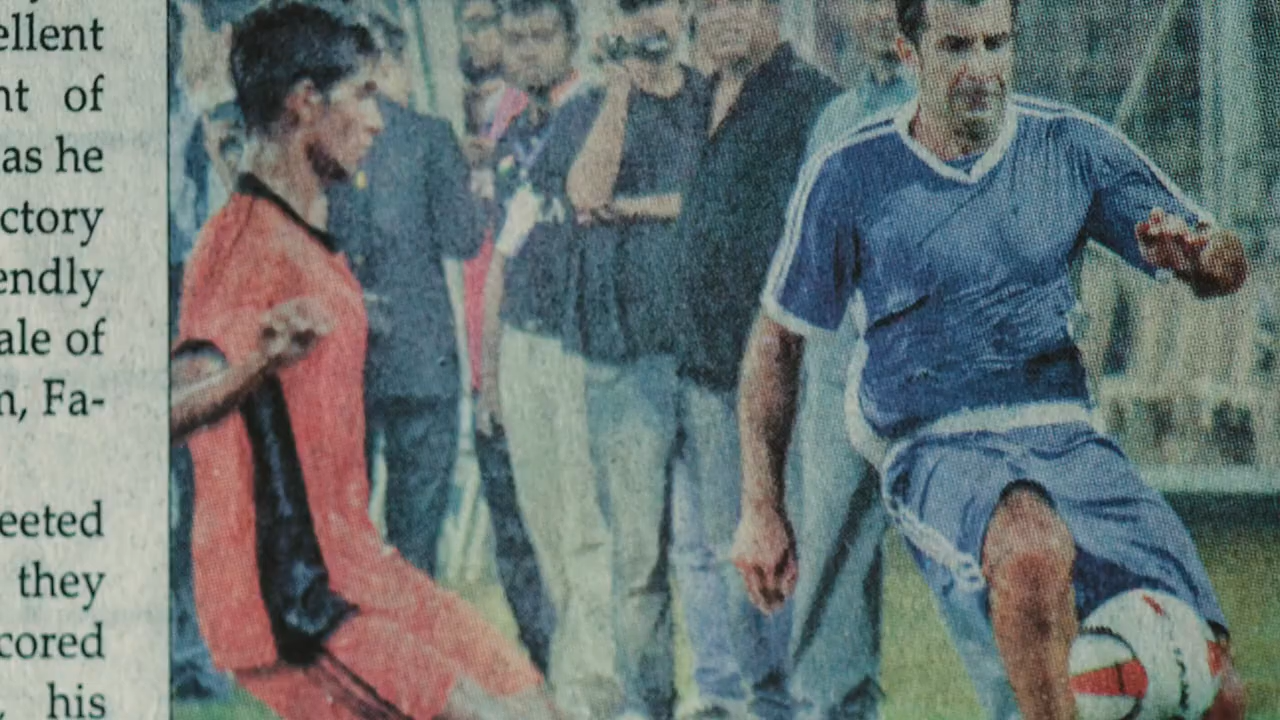 ellent
nt of
as he
ctory
endly
ale of
n, Fa-
eeted
they
cored
his